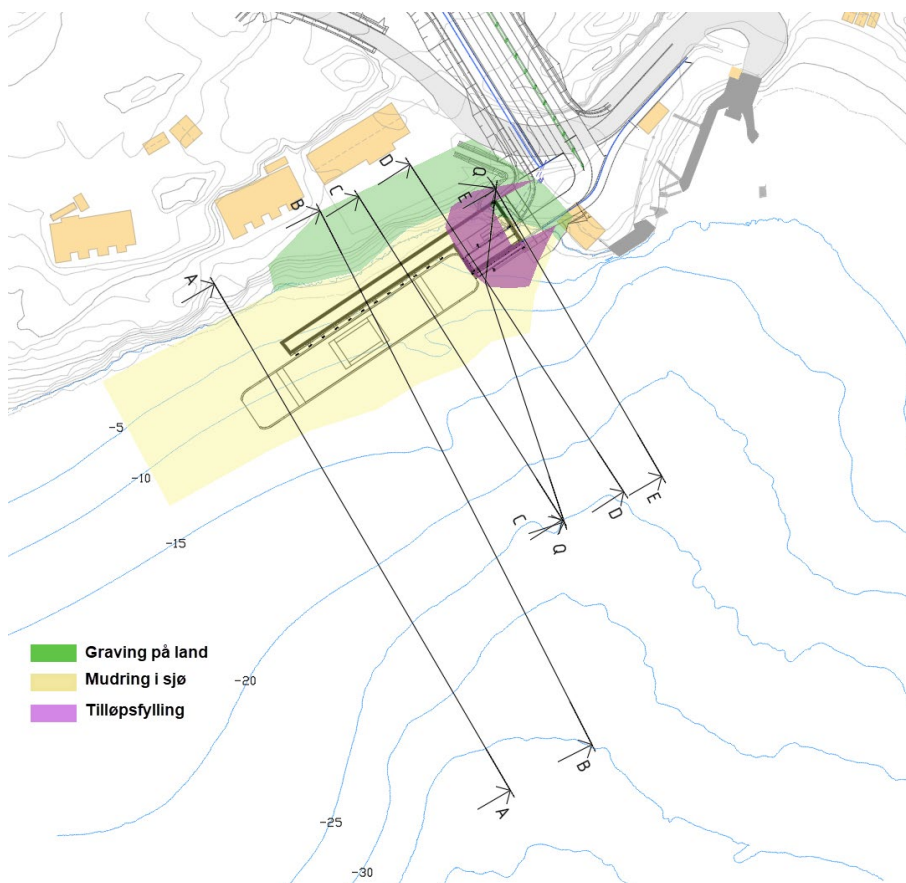 D
Q
C
E
B
A
-5
-10
E
D
C
-15
Q
Graving på land
Mudring i sjø
-20
Tilløpsfylling
B
A
-25
-30